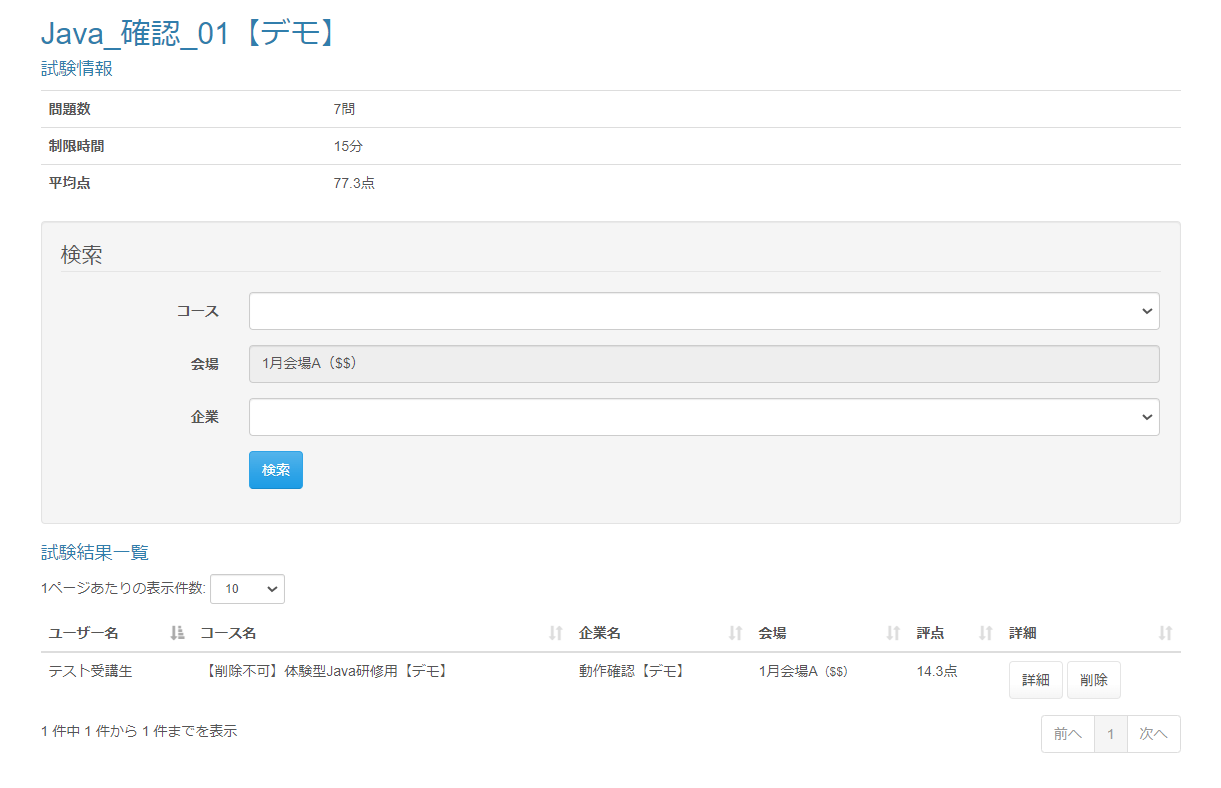 Java_確認_01【デモ】
試験情報
問題数 7問
制限時間 15分
平均点 77.3点
検索
コース
会場 1月会場A（$$）
企業
検索
試験結果一覧
1ページあたりの表示件数: 10
ユーザー名 コース名 企業名 会場 評点 詳細
テスト受講生 【削除不可】体験型Java研修用【デモ】 動作確認【デモ】 1月会場A（$$） 14.3点 詳細 削除
1 件中 1 件から 1 件までを表示 前へ 1 次へ